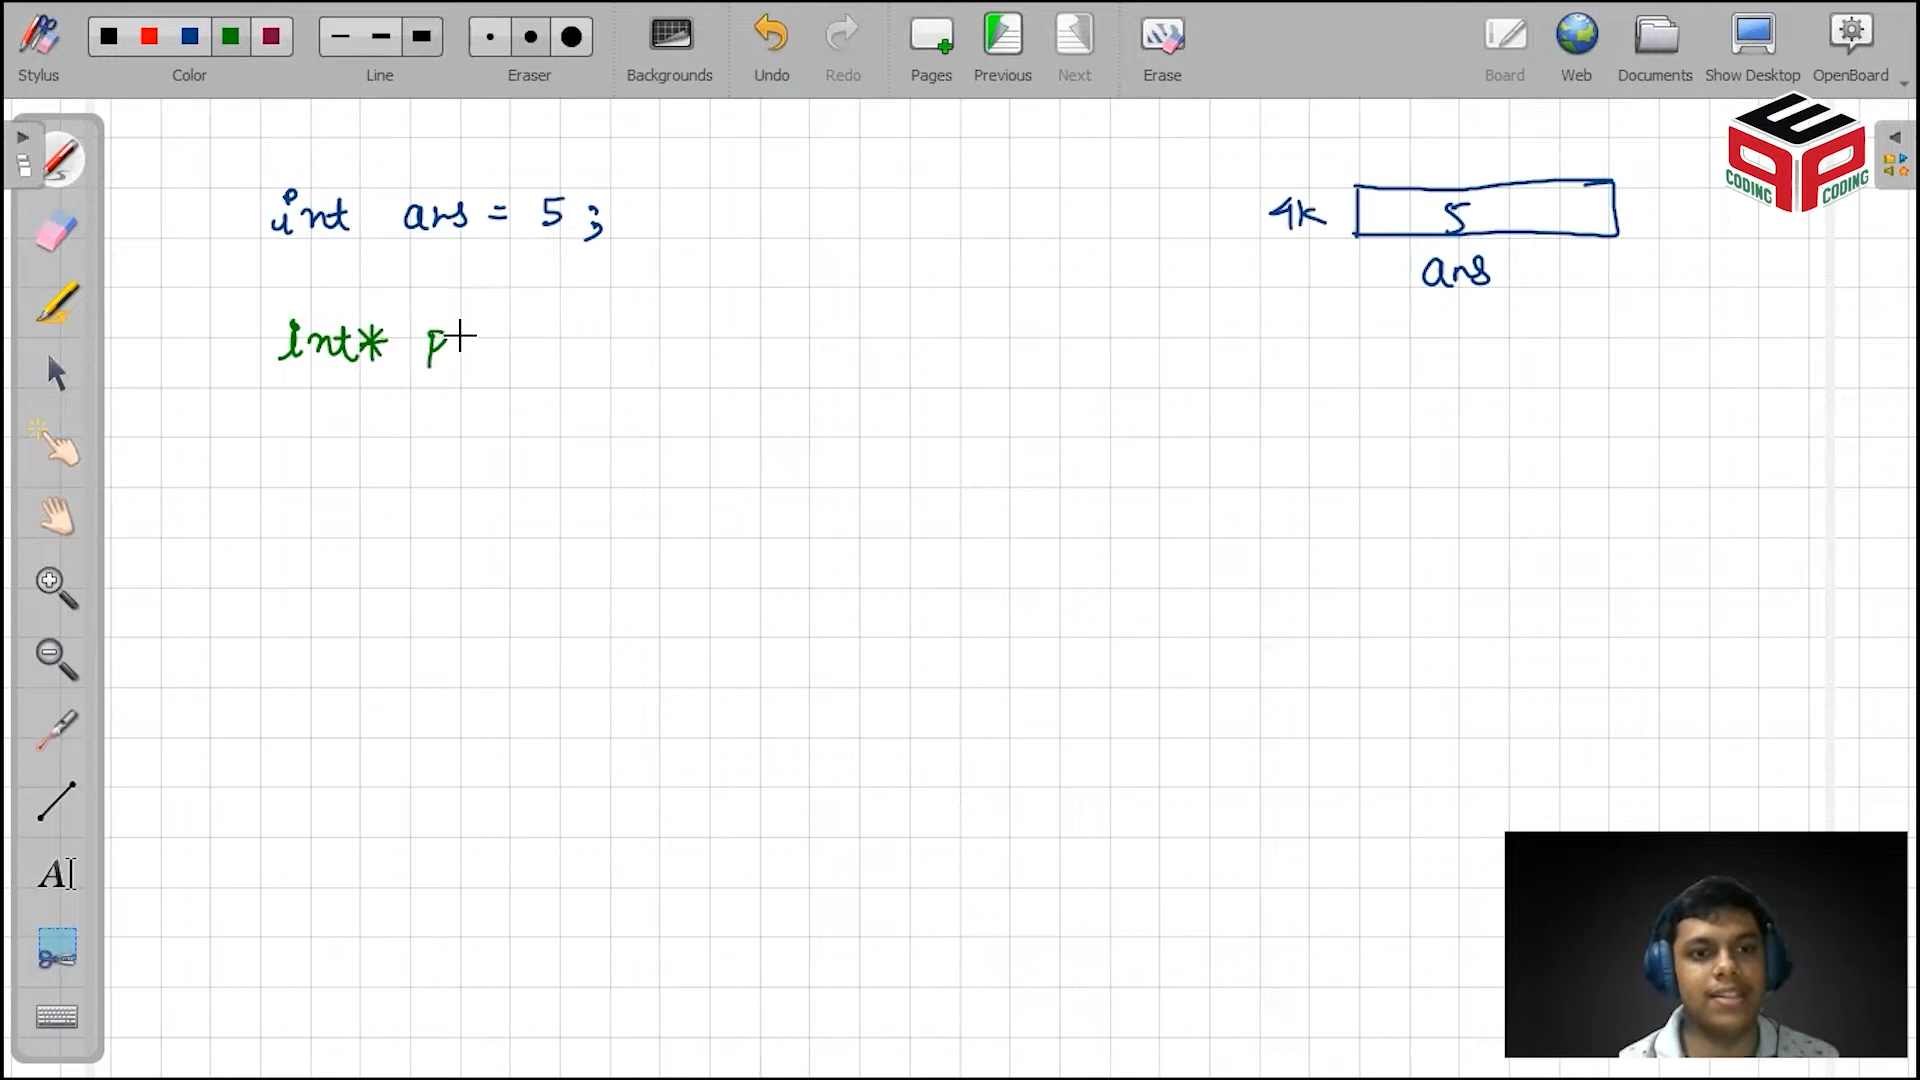 Stylus Color Line Eraser Backgrounds Undo Redo Pages Previous Next Erase Board Web Documents Show Desktop OpenBoard
CODING CODING
int ans = 5 ;
4k 5
ans
int* p
A